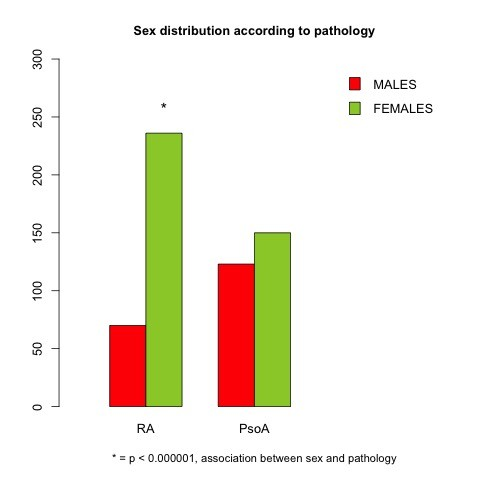 Sex distribution according to pathology
MALES
FEMALES
300
250
200
150
100
50
0
*
RA
PsoA
* = p < 0.000001, association between sex and pathology